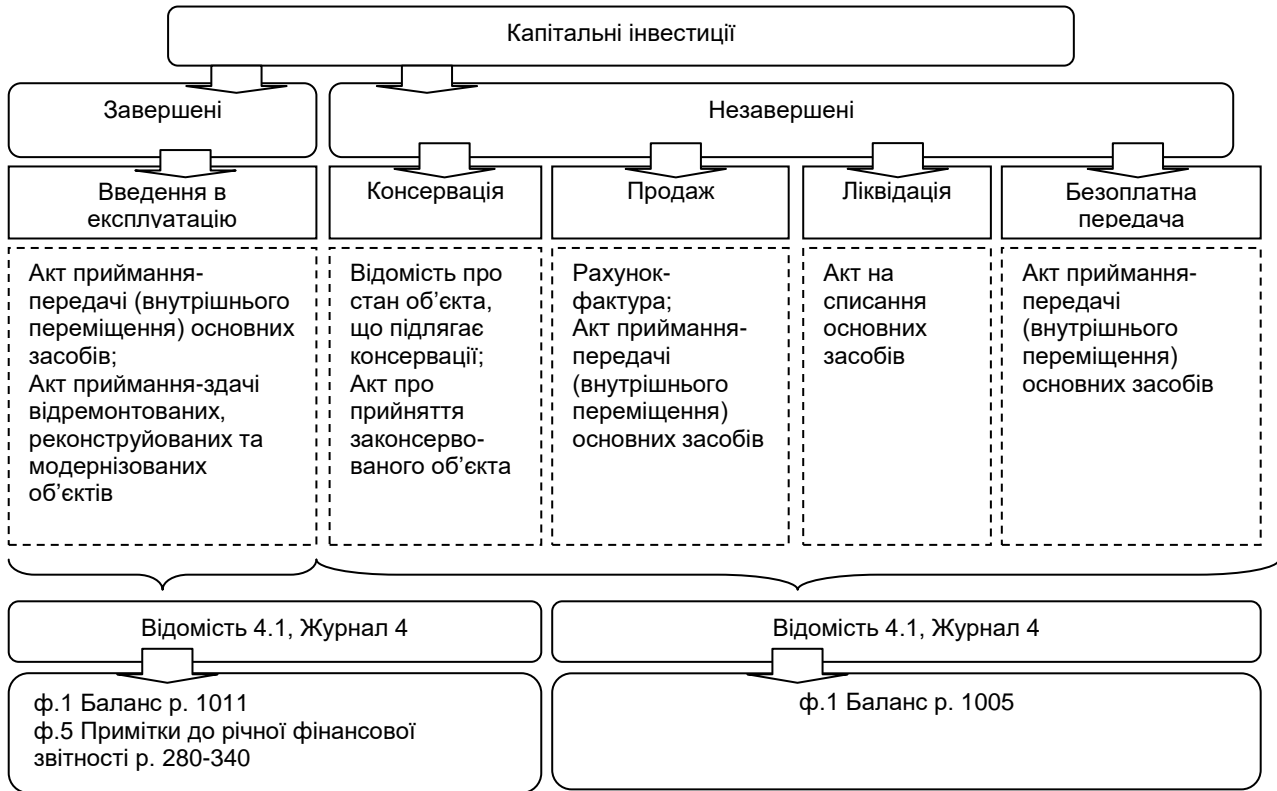 Капітальні інвестиції
Завершені
Незавершені
Введення в
експлуатацію
Консервація
Продаж
Ліквідація
Безоплатна
передача
Акт приймання-
передачі (внутрішнього
переміщення) основних
засобів;
Акт приймання-здачі
відремонтованих,
реконструйованих та
модернізованих
об’єктів
Відомість про
стан об’єкта,
що підлягає
консервації;
Акт про
прийняття
законсерво-
ваного об’єкта
Рахунок-
фактура;
Акт приймання-
передачі
(внутрішнього
переміщення)
основних засобів
Акт на
списання
основних
засобів
Акт приймання-
передачі
(внутрішнього
переміщення)
основних засобів
Відомість 4.1, Журнал 4
Відомість 4.1, Журнал 4
ф.1 Баланс р. 1011
ф.5 Примітки до річної фінансової
звітності р. 280-340
ф.1 Баланс р. 1005